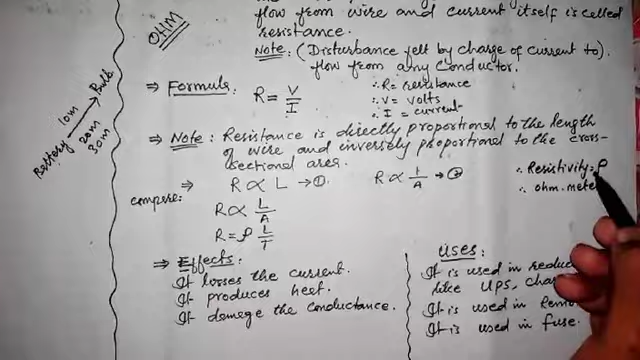 flow from wire and current itself is called
resistance.
OHM
Note: (Disturbance felt by charge of current to).
flow from any Conductor.
⇒ Formula:
R = V/I
∴ R = resistance
∴ V = volts
∴ I = current
Battery 10m → Bulb
20m
30m
⇒ Note: Resistance is directly proportional to the length
of wire and inversely proportional to the cross-
sectional area.
R ∝ L → ①
R ∝ 1/A → ②
∴ Resistivity = ρ
∴ ohm. mete
compare:
R ∝ L/A
R = ρ L/T
⇒ Effects:
It losses the current.
It produces heet.
It demege the conductance.
Uses:
It is used in reduc
like UPS, char
It is used in
It is used in fuse.